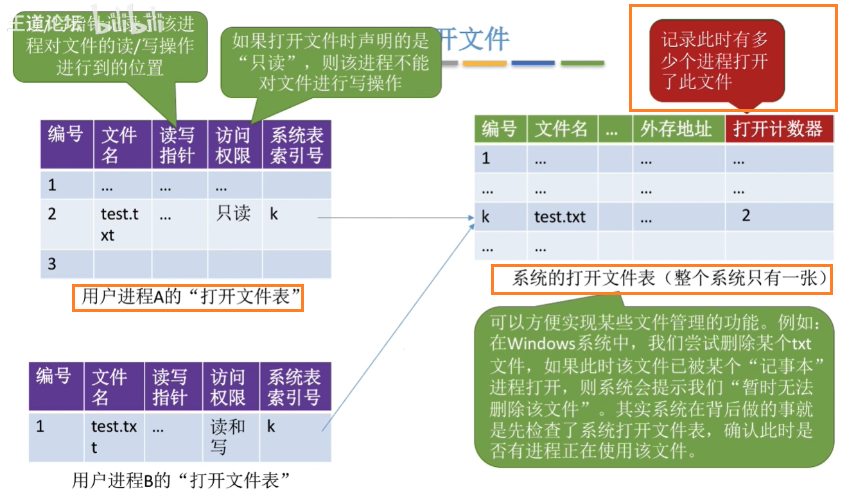 王道论坛 bilibili
该进
程对文件的读/写操作
进行到的位置
如果打开文件时声明的是
“只读”，则该进程不能
对文件进行写操作
开文件
记录此时有多
少个进程打开
了此文件
编号 文件名 读写指针 访问权限 系统表索引号
1 … … …
2 test.txt … 只读 k
3
用户进程A的“打开文件表”
编号 文件名 … 外存地址 打开计数器
1 … … …
… … … …
k test.txt … 2
… …
系统的打开文件表（整个系统只有一张）
可以方便实现某些文件管理的功能。例如：
在Windows系统中，我们尝试删除某个txt
文件，如果此时该文件已被某个“记事本”
进程打开，则系统会提示我们“暂时无法
删除该文件”。其实系统在背后做的事就
是先检查了系统打开文件表，确认此时是
否有进程正在使用该文件。
编号 文件名 读写指针 访问权限 系统表索引号
1 test.txt … 读和写 k
用户进程B的“打开文件表”